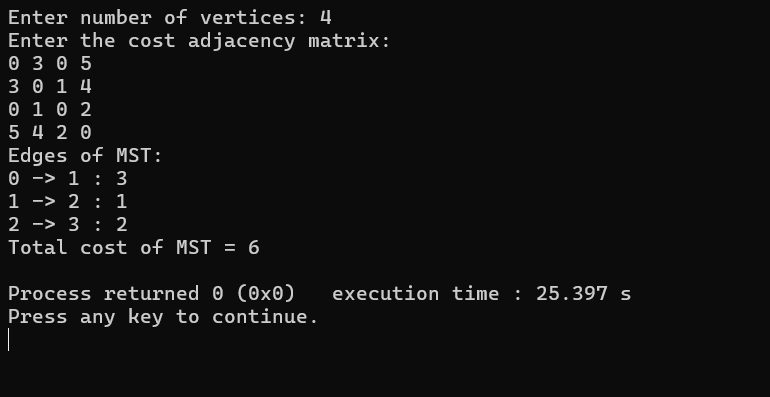 Enter number of vertices: 4
Enter the cost adjacency matrix:
0 3 0 5
3 0 1 4
0 1 0 2
5 4 2 0
Edges of MST:
0 -> 1 : 3
1 -> 2 : 1
2 -> 3 : 2
Total cost of MST = 6
Process returned 0 (0x0)   execution time : 25.397 s
Press any key to continue.